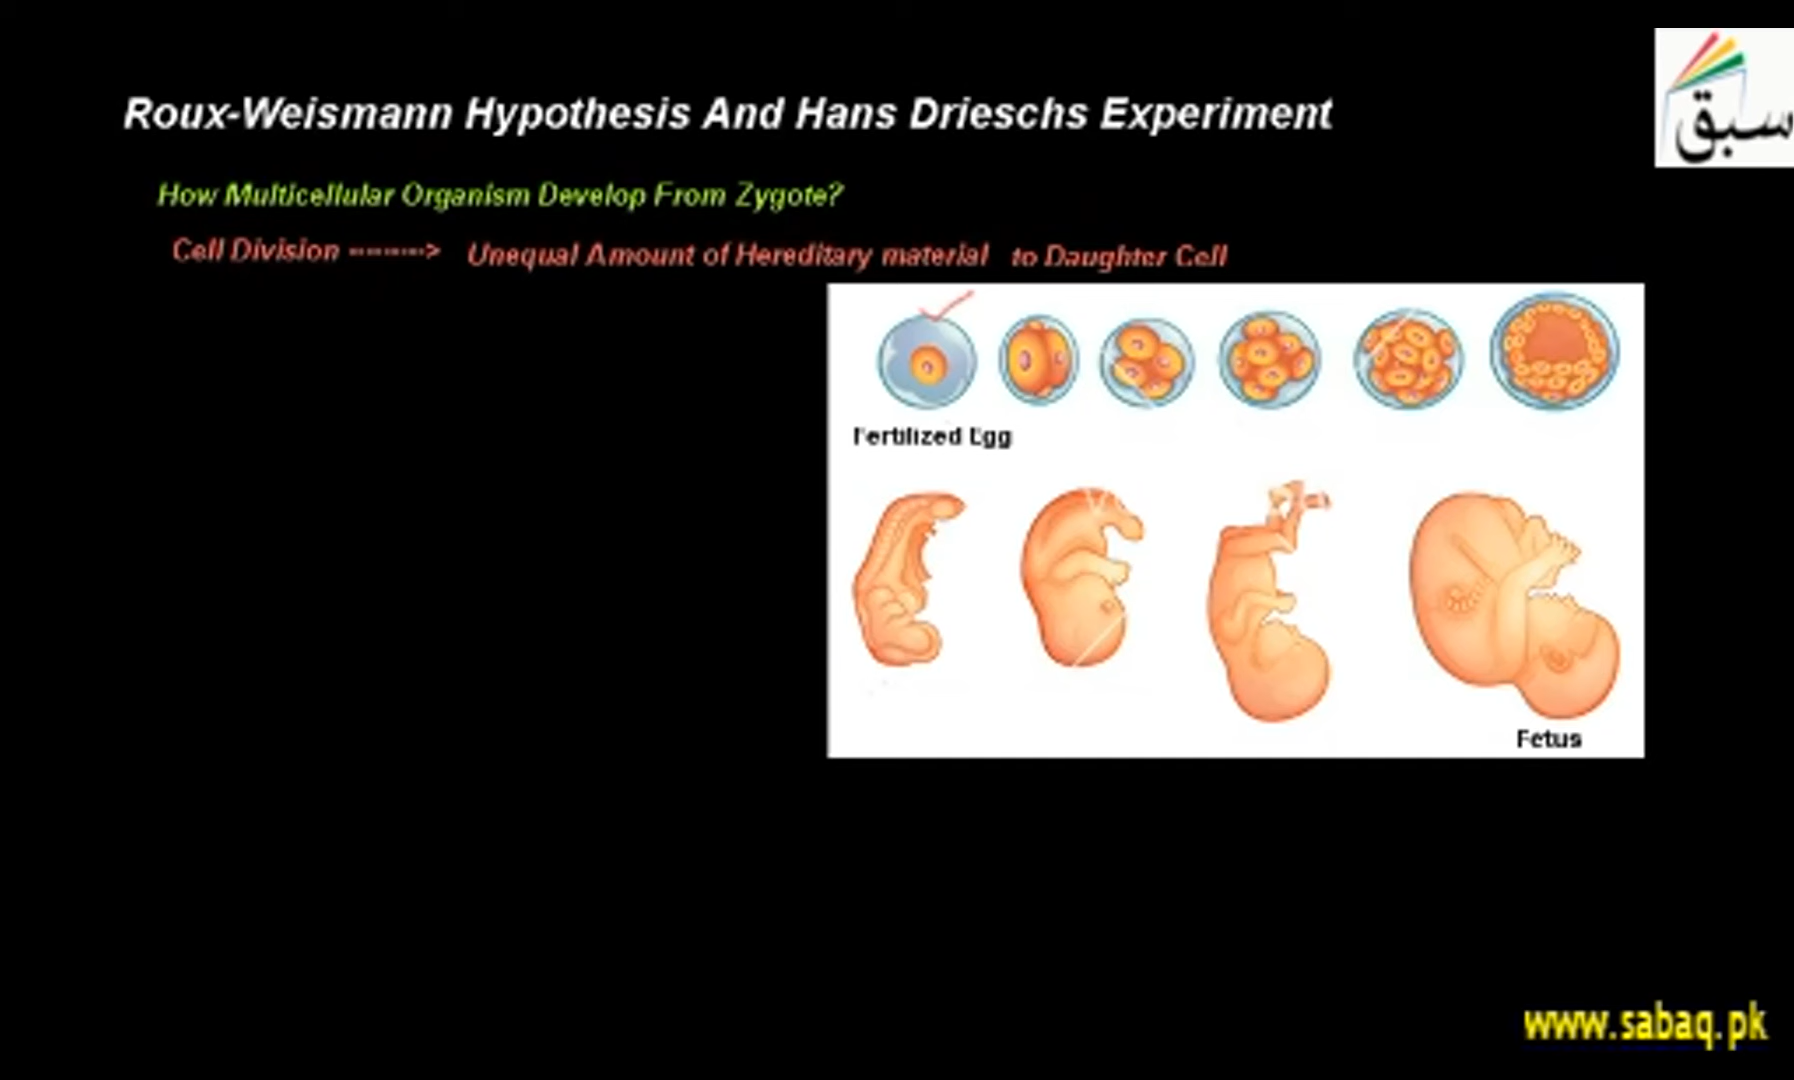 سبق
Roux-Weismann Hypothesis And Hans Drieschs Experiment
How Multicellular Organism Develop From Zygote?
Cell Division --------> Unequal Amount of Hereditary material to Daughter Cell
Fertilized Egg
Fetus
www.sabaq.pk